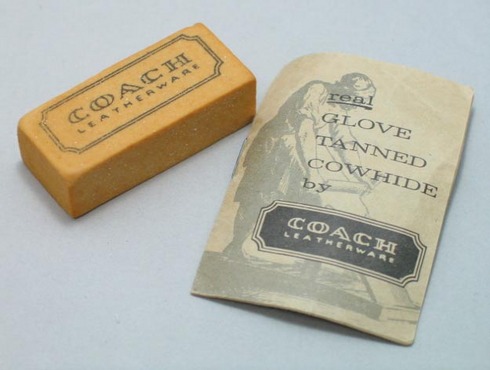 COACH
LEATHERWARE
real
GLOVE
TANNED
COWHIDE
by
COACH
LEATHERWARE